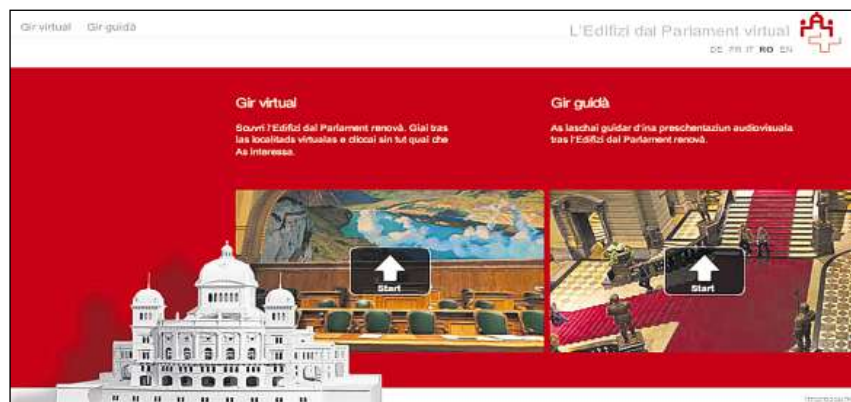 Gir virtual Gir guidà
L'Edifizi dal Parlament virtual
DE FR IT RO EN
Gir virtual
Scuvri l'Edifizi dal Parlament renovà. Giai tras
las localitads virtualas e cliccai sin tut quai che
As interessa.
Gir guidà
As laschai guidar d'ina preschentaziun audiovisuala
tras l'Edifizi dal Parlament renovà.
Start
Start